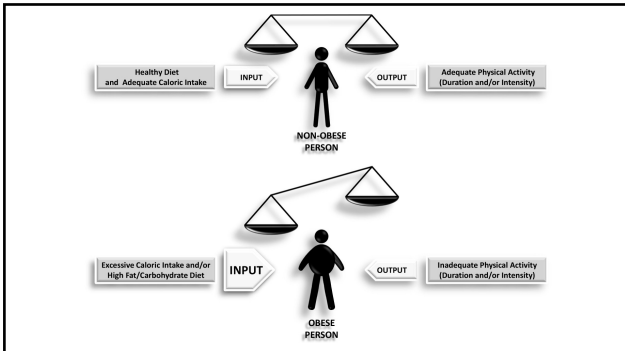 Healthy Diet
and Adequate Caloric Intake
INPUT
OUTPUT
Adequate Physical Activity
(Duration and/or Intensity)
NON-OBESE
PERSON
Excessive Caloric Intake and/or
High Fat/Carbohydrate Diet
INPUT
OUTPUT
Inadequate Physical Activity
(Duration and/or Intensity)
OBESE
PERSON